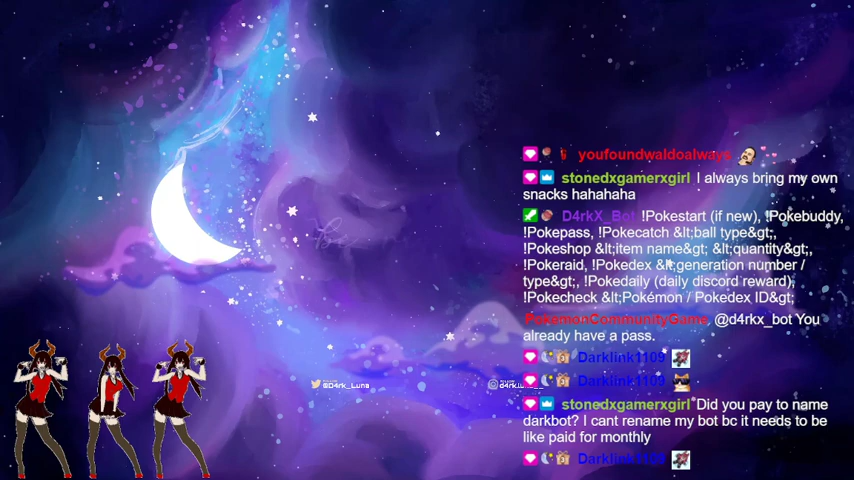 youfoundwaldoalways
stonedxgamerxgirl I always bring my own
snacks hahahaha
D4rkX_Bot !Pokestart (if new), !Pokebuddy,
!Pokepass, !Pokecatch &lt;ball type&gt;,
!Pokeshop &lt;item name&gt; &lt;quantity&gt;,
!Pokeraid, !Pokedex &lt;generation number /
type&gt;, !Pokedaily (daily discord reward),
!Pokecheck &lt;Pokémon / Pokedex ID&gt;
PokemonCommunityGame @d4rkx_bot You
already have a pass.
Darklink1109
Darklink1109
@D4rk_Luna
stonedxgamerxgirl Did you pay to name
darkbot? I cant rename my bot bc it needs to be
like paid for monthly
Darklink1109